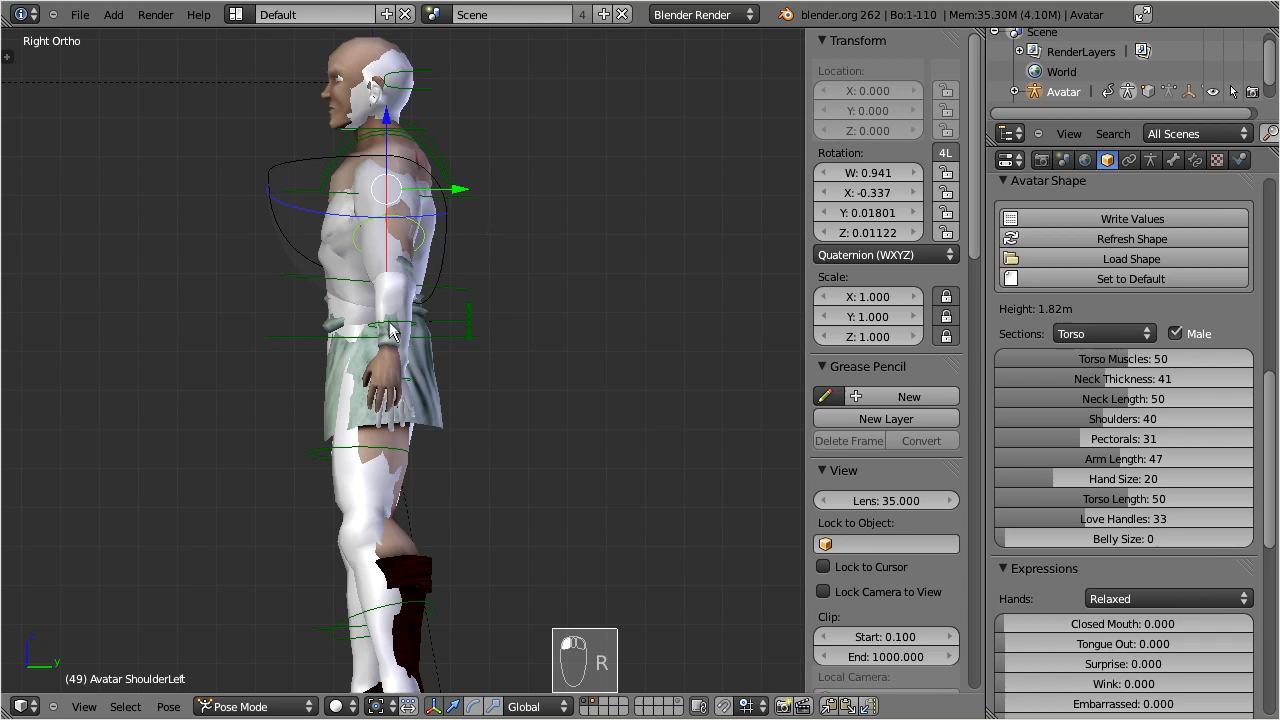 File Add Render Help Default Scene 4 Blender Render blender.org 262 | Bo:1-110 | Mem:35.30M (4.10M) | Avatar
Right Ortho
Transform
Location:
X: 0.000
Y: 0.000
Z: 0.000
Rotation: 4L
W: 0.941
X: -0.337
Y: 0.01801
Z: 0.01122
Quaternion (WXYZ)
Scale:
X: 1.000
Y: 1.000
Z: 1.000
Grease Pencil
New
New Layer
Delete Frame Convert
View
Lens: 35.000
Lock to Object:
Lock to Cursor
Lock Camera to View
Clip:
Start: 0.100
End: 1000.000
Local Camera:
Scene
RenderLayers
World
Avatar
View Search All Scenes
Avatar Shape
Write Values
Refresh Shape
Load Shape
Set to Default
Height: 1.82m
Sections: Torso Male
Torso Muscles: 50
Neck Thickness: 41
Neck Length: 50
Shoulders: 40
Pectorals: 31
Arm Length: 47
Hand Size: 20
Torso Length: 50
Love Handles: 33
Belly Size: 0
Expressions
Hands: Relaxed
Closed Mouth: 0.000
Tongue Out: 0.000
Surprise: 0.000
Wink: 0.000
Embarrassed: 0.000
R
z
y
(49) Avatar ShoulderLeft
View Select Pose Pose Mode Global